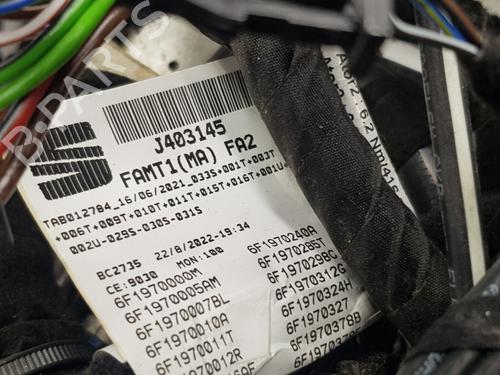 J403145
FAMT1(MA) FA2
TAB012784_16/06/2021_033S+001T+003T
+006T+009T+010T+011T+015T+016T+001U+
002U-029S-030S-031S
BC2735 22/8/2022-19:34
CE:9030 MON:100
6F1970000M
6F1970005AM
6F1970007BL
6F1970010A
6F1970011T
6F1970012R
6F1970240A
6F1970285T
6F1970298C
6F1970312G
6F1970324H
6F1970327
6F1970378B
B-PARTS